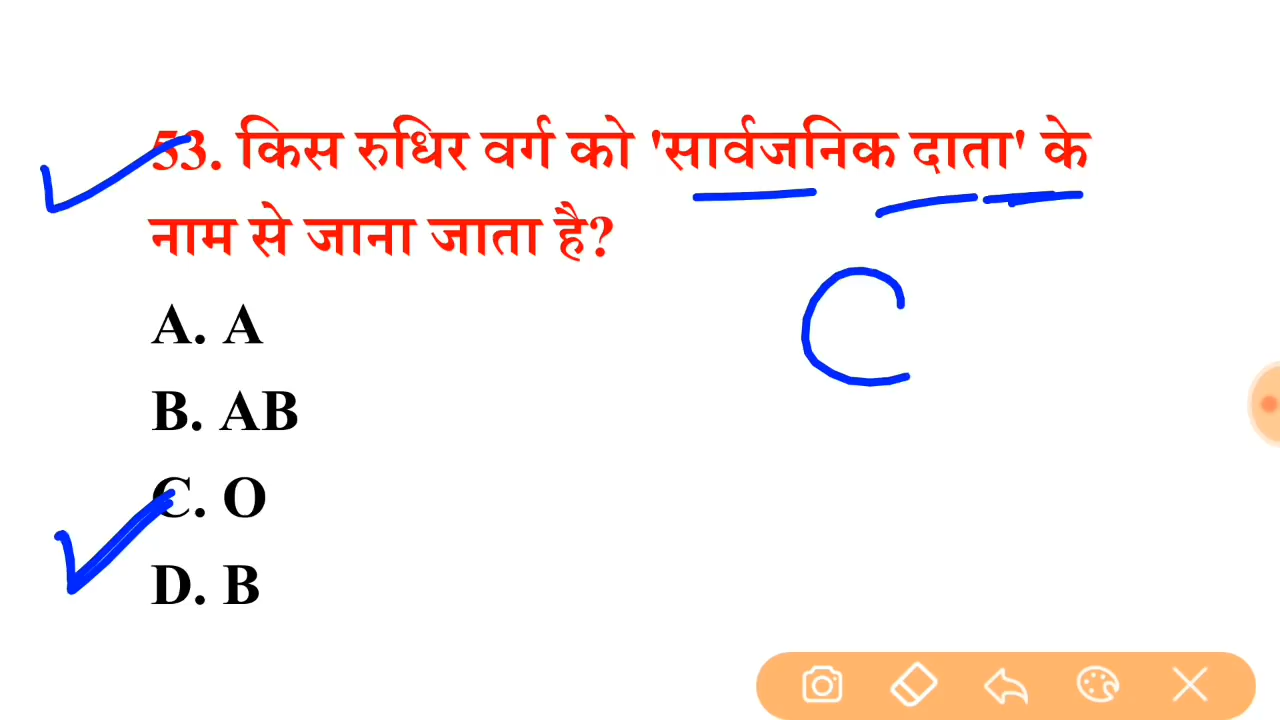 53. किस रुधिर वर्ग को 'सार्वजनिक दाता' के
नाम से जाना जाता है?
C
A. A
B. AB
C. O
D. B